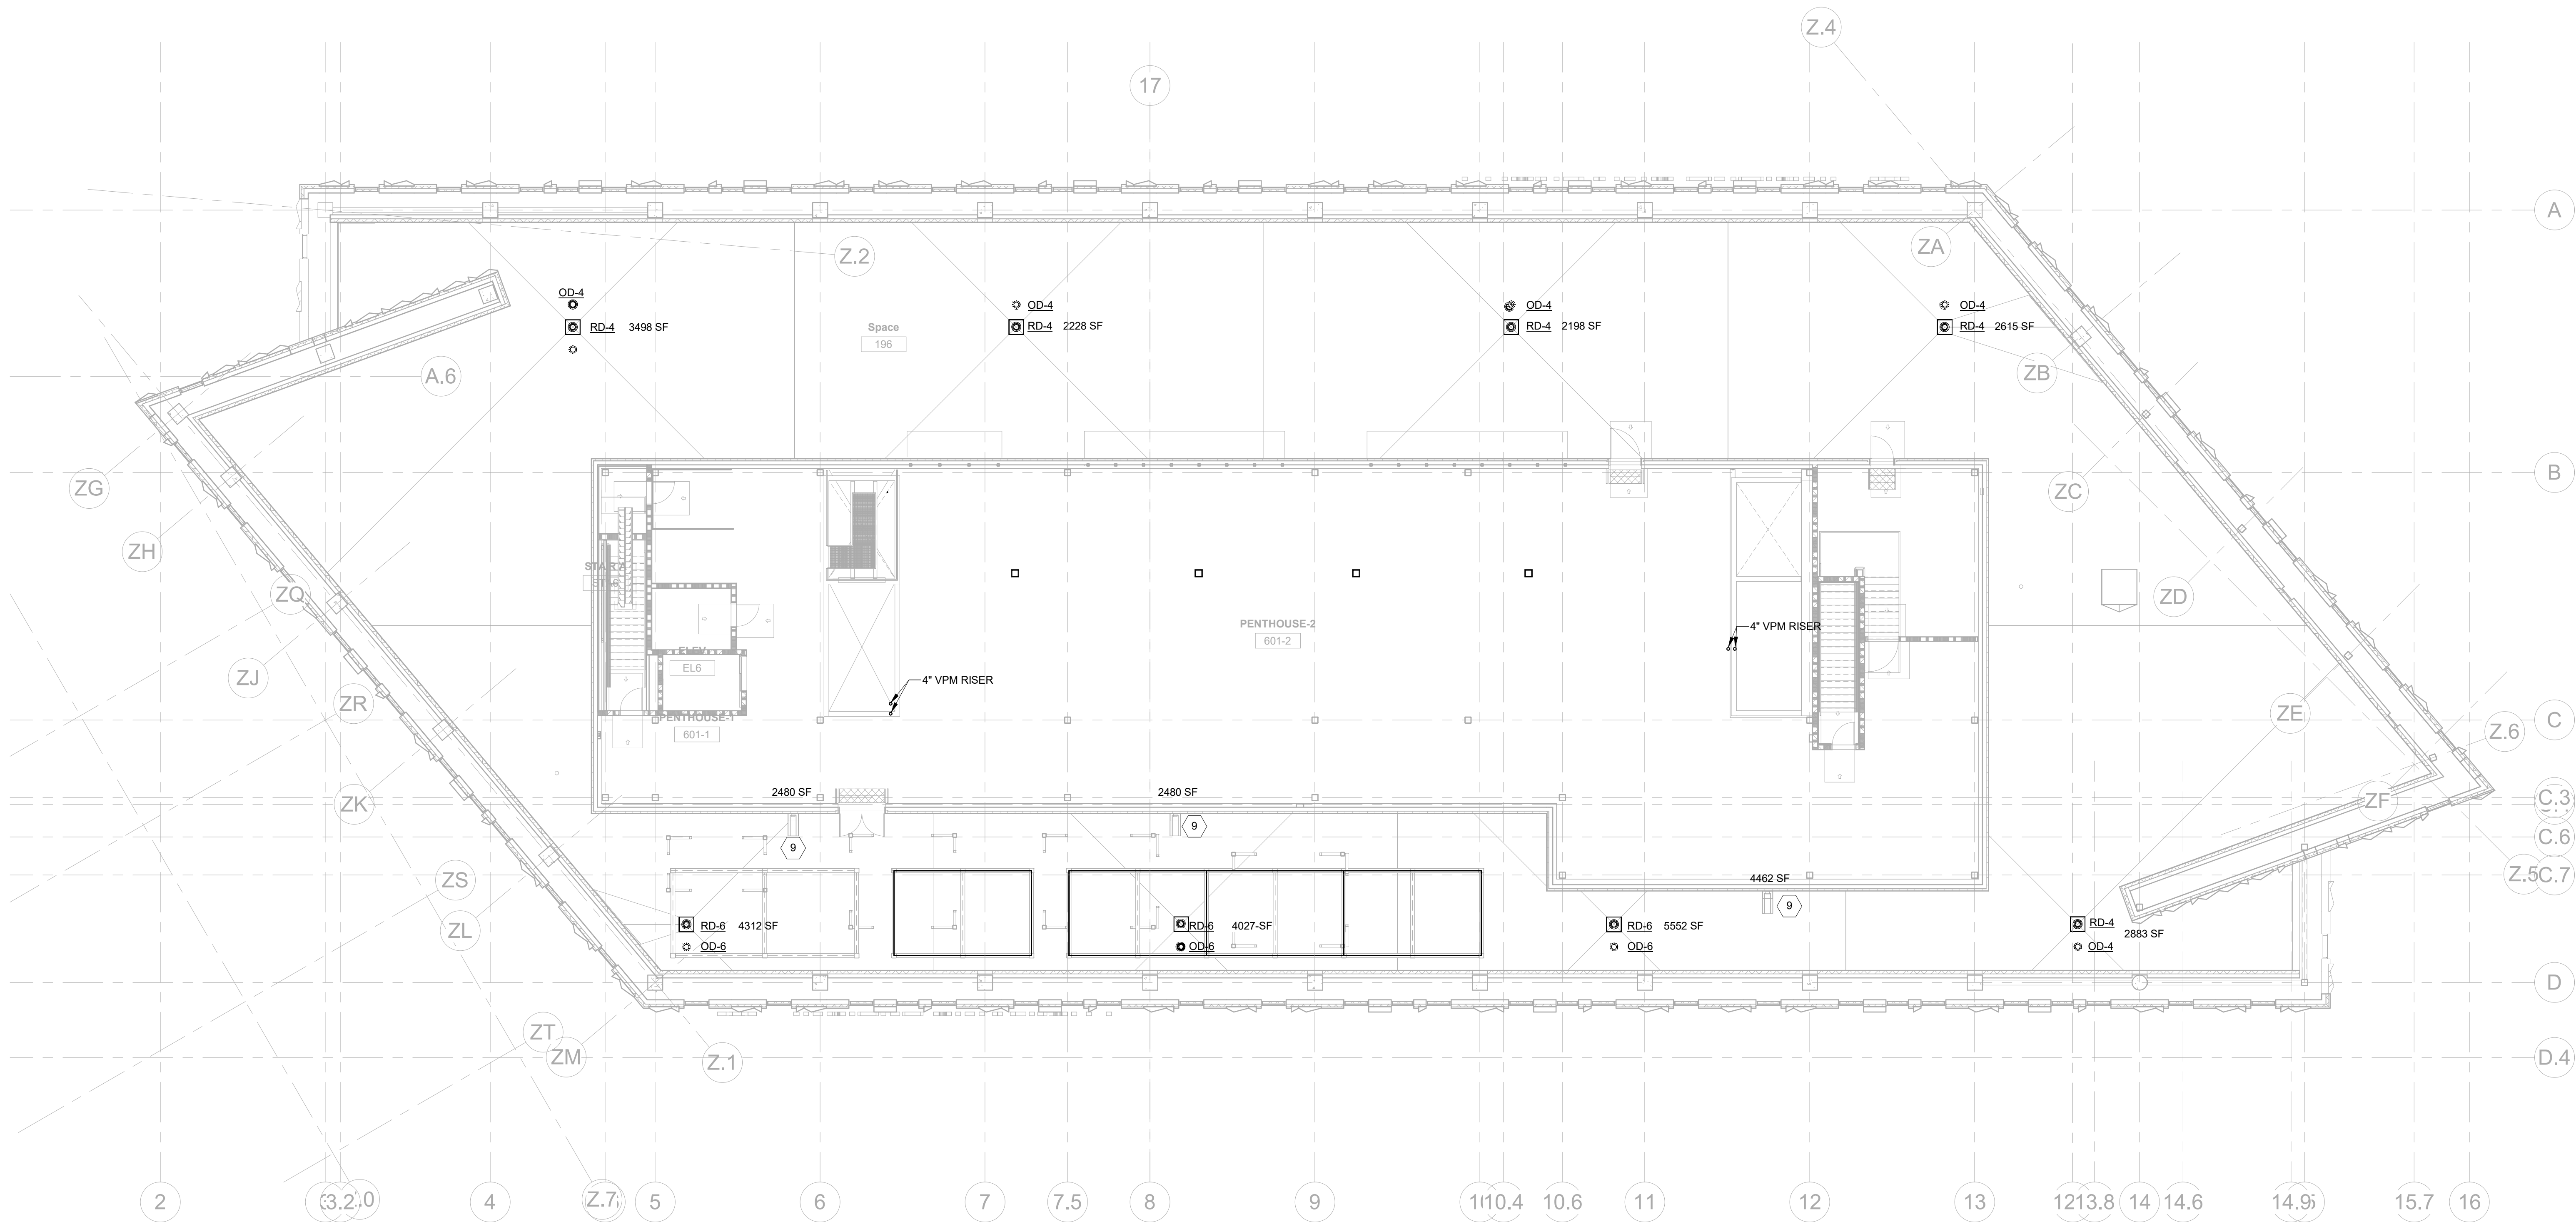 Z.4
17
A
ZA
Z.2
OD-4
OD-4
OD-4
OD-4
RD-4 3498 SF
Space
196
RD-4 2228 SF
RD-4 2198 SF
RD-4 2615 SF
A.6
ZB
ZG
B
ZC
ZH
STAIR A
ZQ
ZD
PENTHOUSE-2
601-2
4" VPM RISER
ELEV
EL6
ZJ
4" VPM RISER
ZR
PENTHOUSE-1
601-1
ZE
C
Z.6
2480 SF
2480 SF
ZK
ZF
C.3
9
9
C.6
ZS
4462 SF
Z.5
C.7
9
ZL
RD-6 4312 SF
RD-6 4027-SF
RD-6 5552 SF
RD-4
2883 SF
OD-6
OD-6
OD-6
OD-4
D
ZT
ZM
Z.1
D.4
2
3.2
4
Z.7
5
6
7
7.5
8
9
10.4
10.6
11
12
13
13.8
14
14.6
14.9
15.7
16